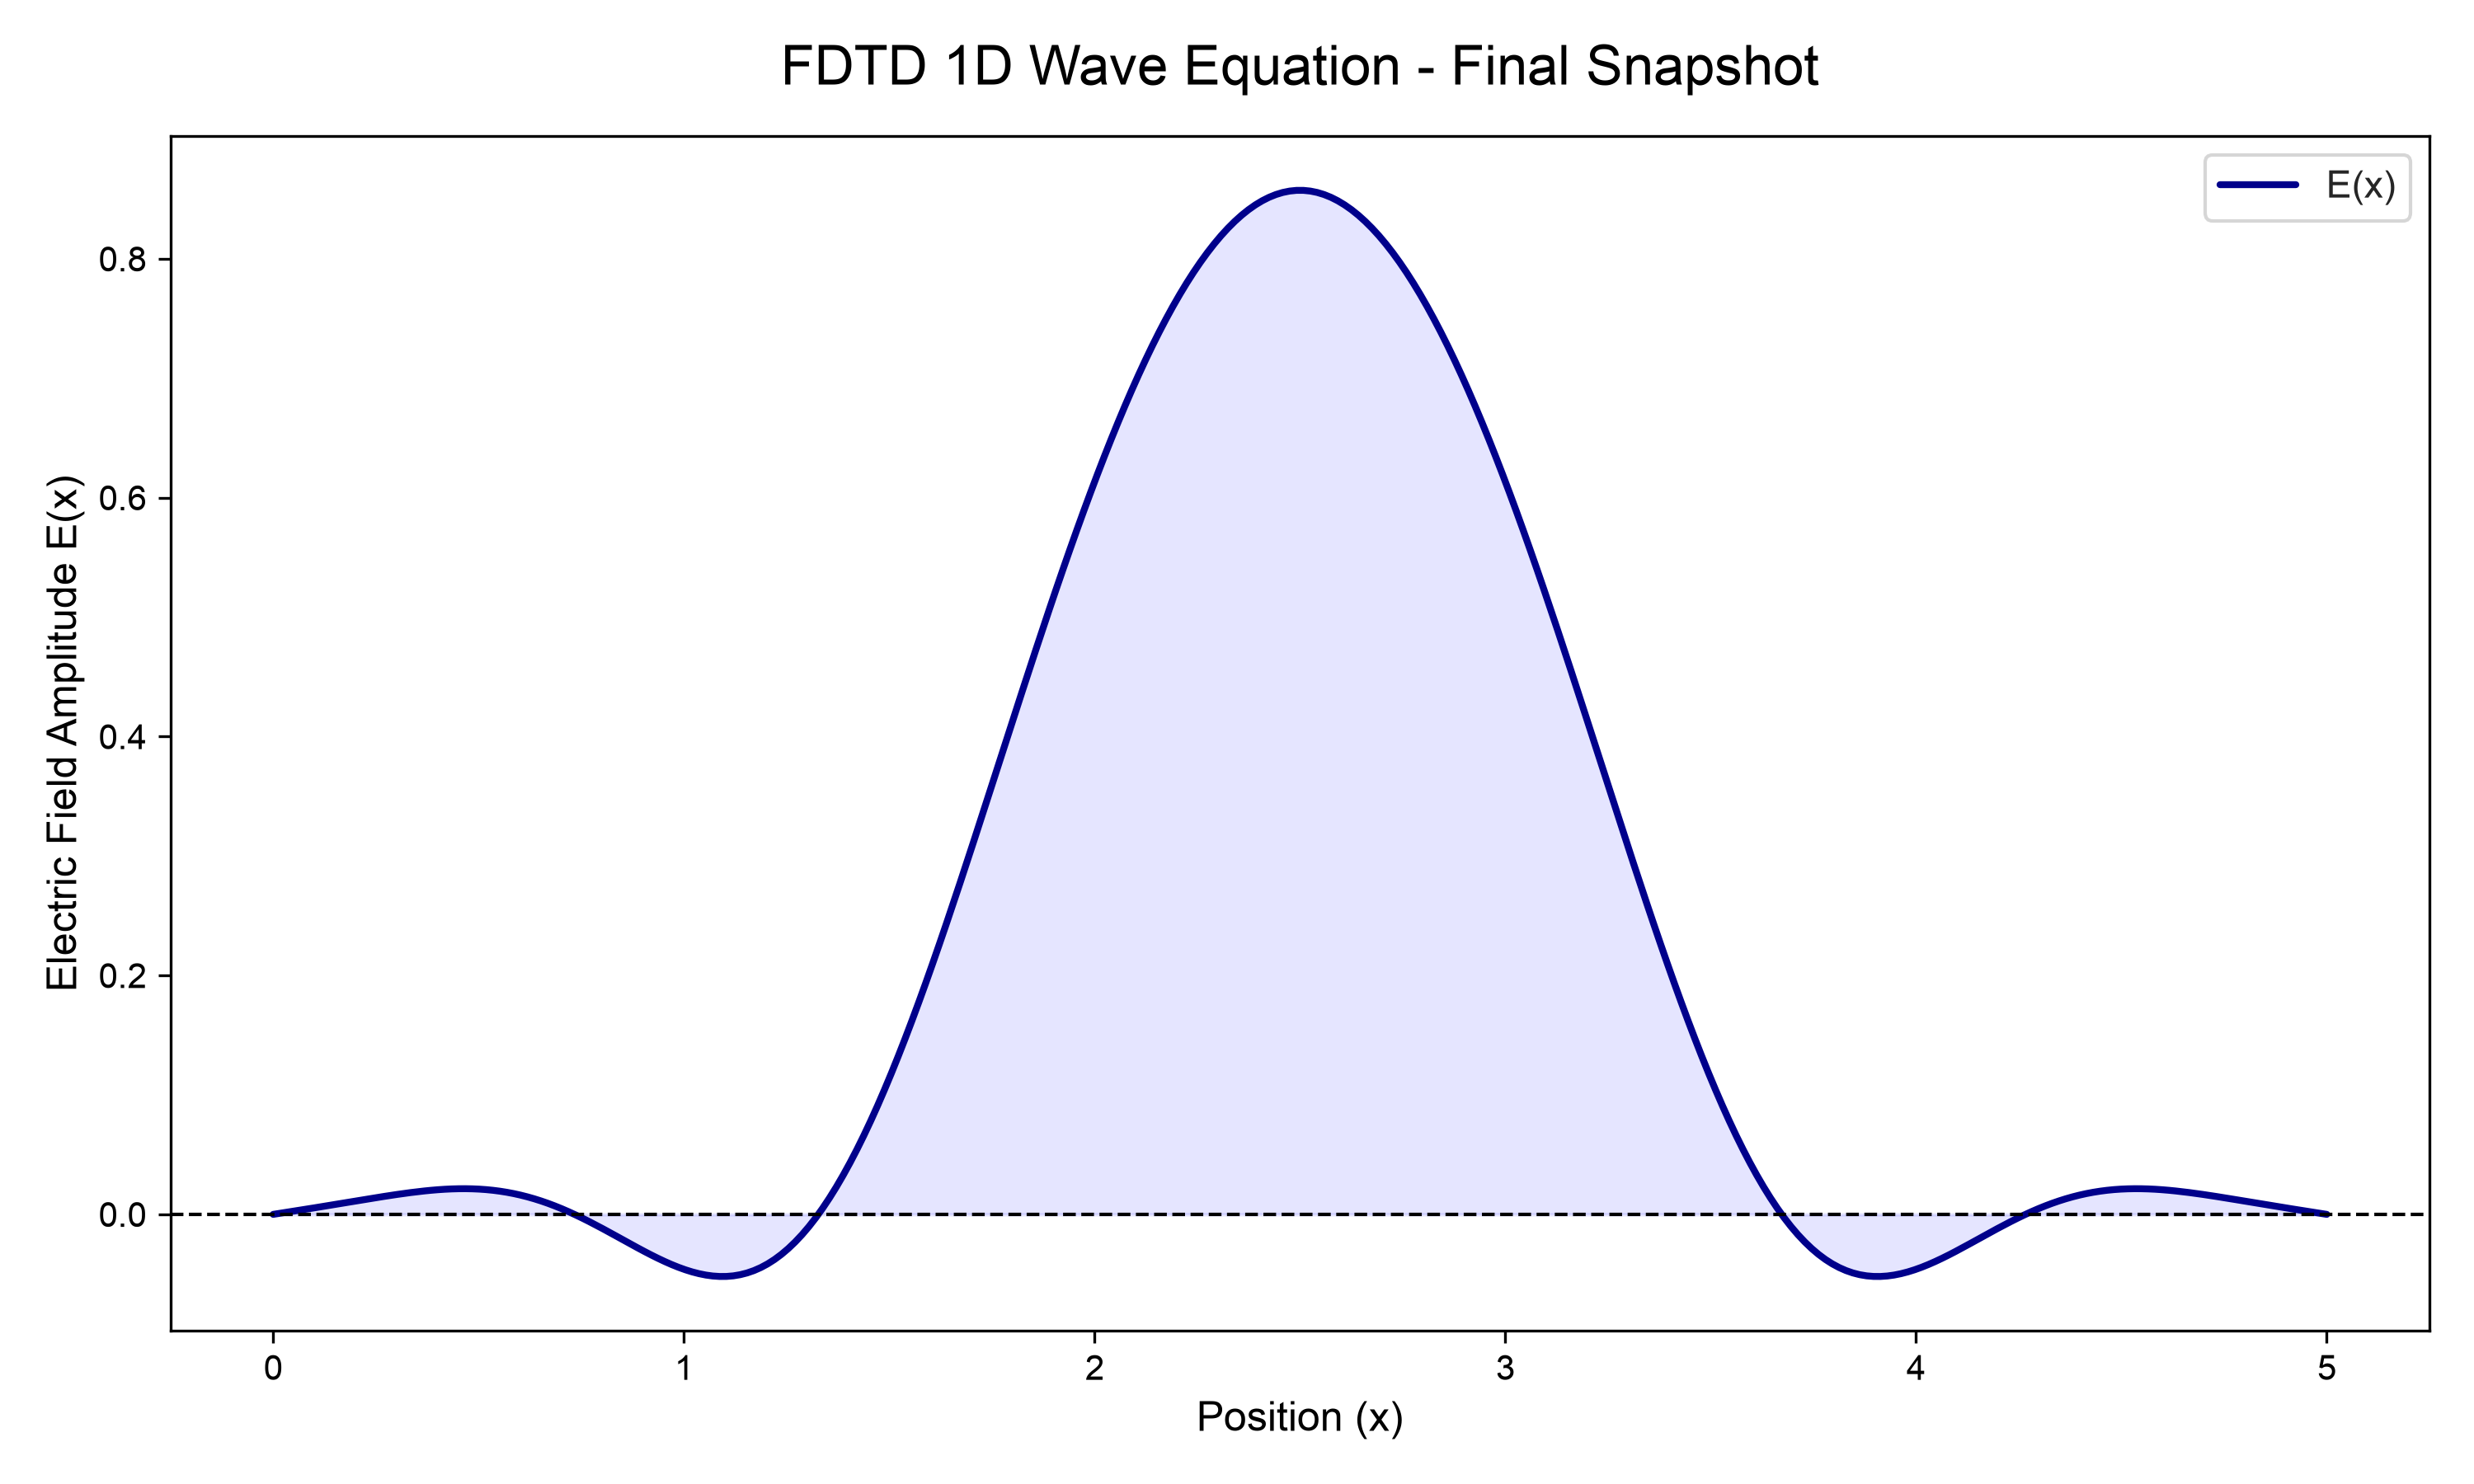 FDTD 1D Wave Equation - Final Snapshot
E(x)
Electric Field Amplitude E(x)
0.8
0.6
0.4
0.2
0.0
0 1 2 3 4 5
Position (x)